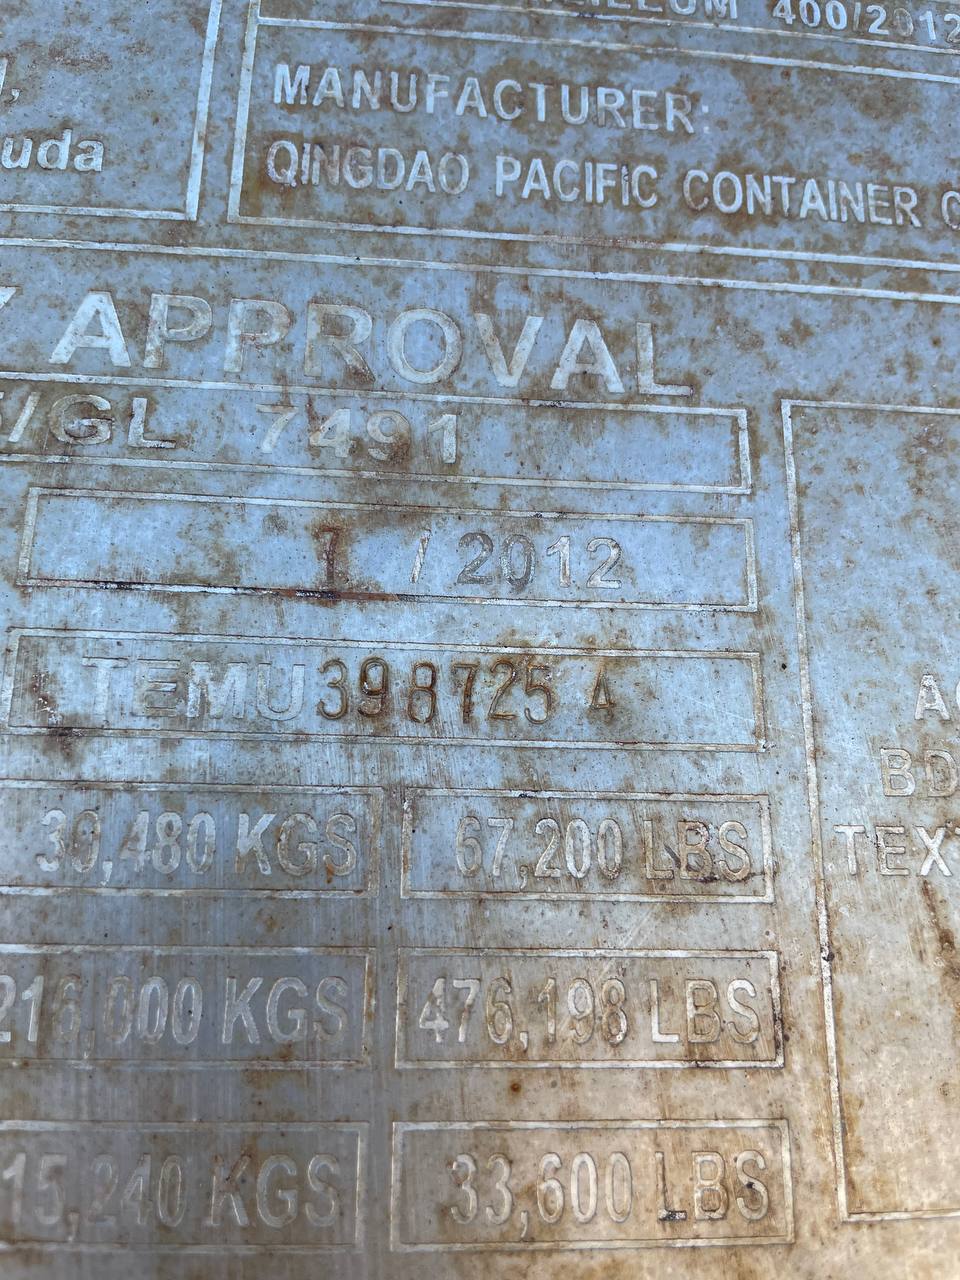 400/2012
MANUFACTURER:
QINGDAO PACIFIC CONTAINER
uda
APPROVAL
/GL 7491
7 / 2012
TEMU 398725 4
30,480 KGS 67,200 LBS
BD
TEXT
216,000 KGS 476,198 LBS
15,240 KGS 33,600 LBS